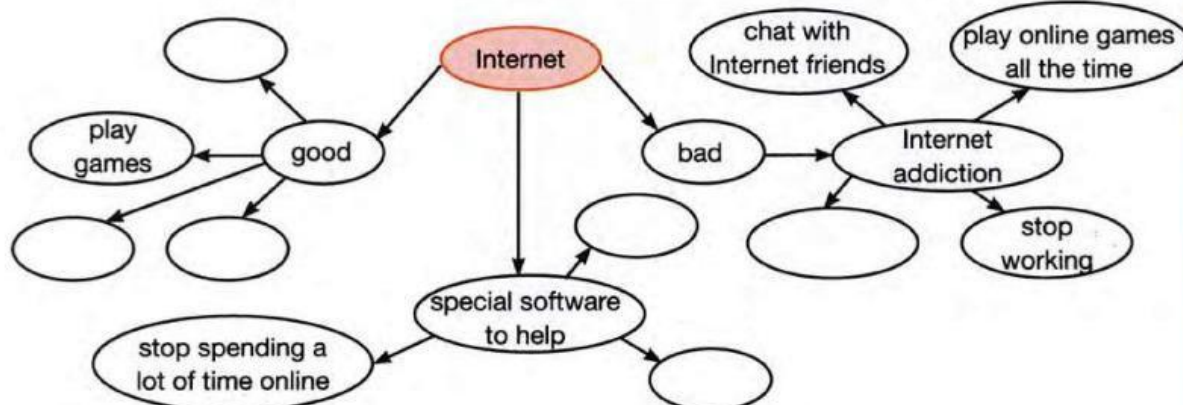 Internet
chat with
Internet friends
play online games
all the time
play
games
good
bad
Internet
addiction
stop
working
special software
to help
stop spending a
lot of time online